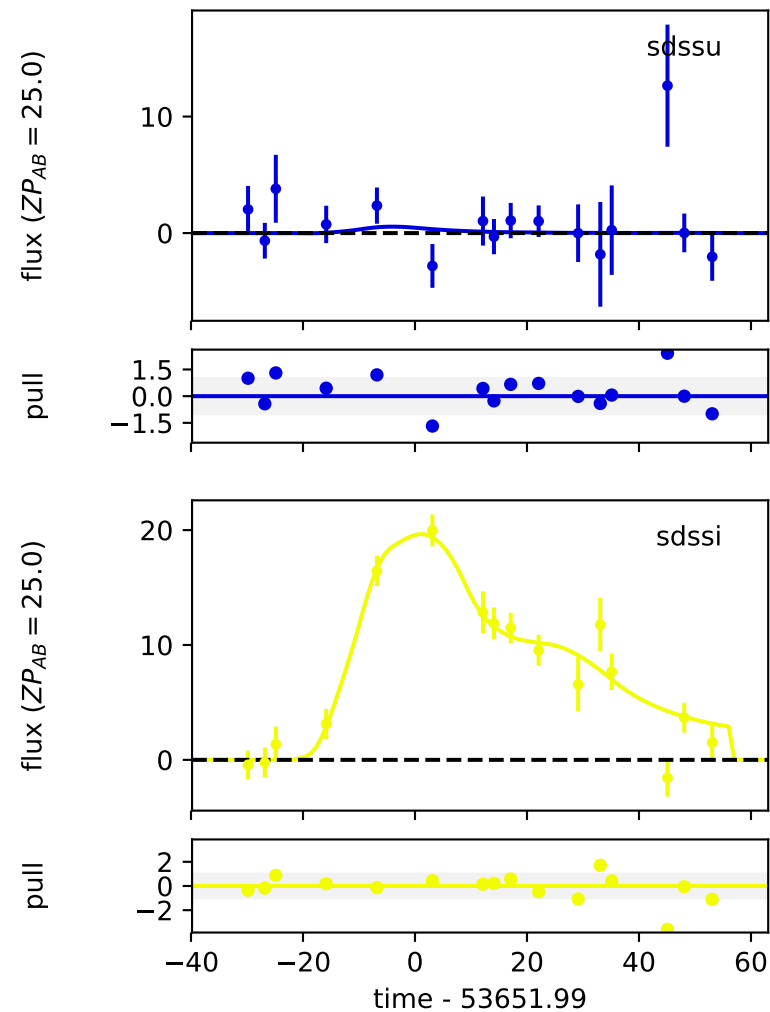 sdssu
flux (ZP_AB = 25.0)
10
0
pull
1.5
0.0
−1.5
sdssi
flux (ZP_AB = 25.0)
20
10
0
pull
2
0
−2
−40 −20 0 20 40 60
time - 53651.99